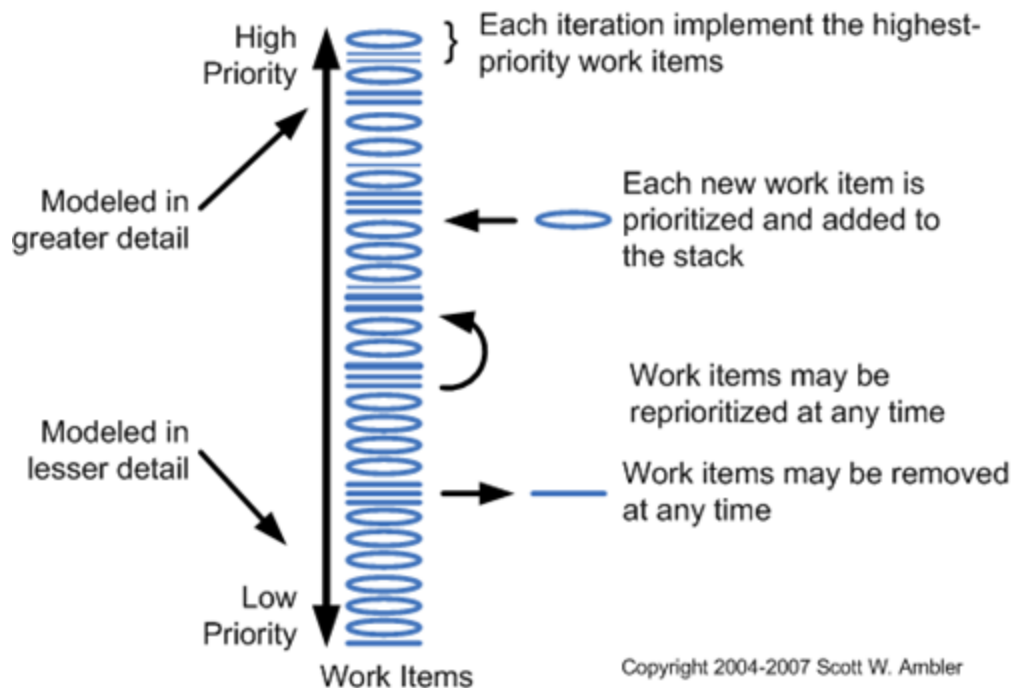 High
Priority
Each iteration implement the highest-
priority work items
Modeled in
greater detail
Each new work item is
prioritized and added to
the stack
Work items may be
reprioritized at any time
Modeled in
lesser detail
Work items may be removed
at any time
Low
Priority
Work Items
Copyright 2004-2007 Scott W. Ambler